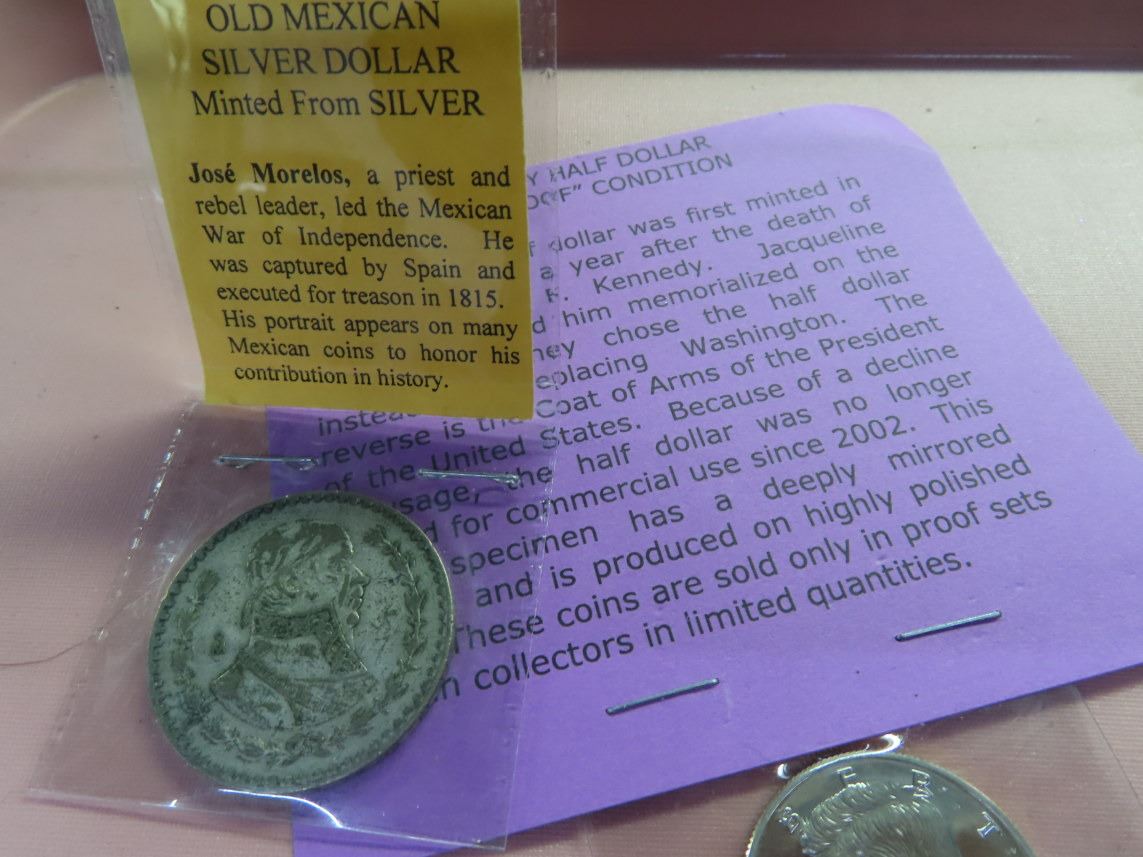 OLD MEXICAN
SILVER DOLLAR
Minted From SILVER
José Morelos, a priest and
rebel leader, led the Mexican
War of Independence. He
was captured by Spain and
executed for treason in 1815.
His portrait appears on many
Mexican coins to honor his
contribution in history.
Y HALF DOLLAR
F" CONDITION
dollar was first minted in
a year after the death of
Kennedy. Jacqueline
him memorialized on the
chose the half dollar
eplacing Washington. The
instea
Coat of Arms of the President
reverse is the
of the United States. Because of a decline
usage, the half dollar was no longer
d for commercial use since 2002. This
specimen has a deeply mirrored
and is produced on highly polished
These coins are sold only in proof sets
n collectors in limited quantities.